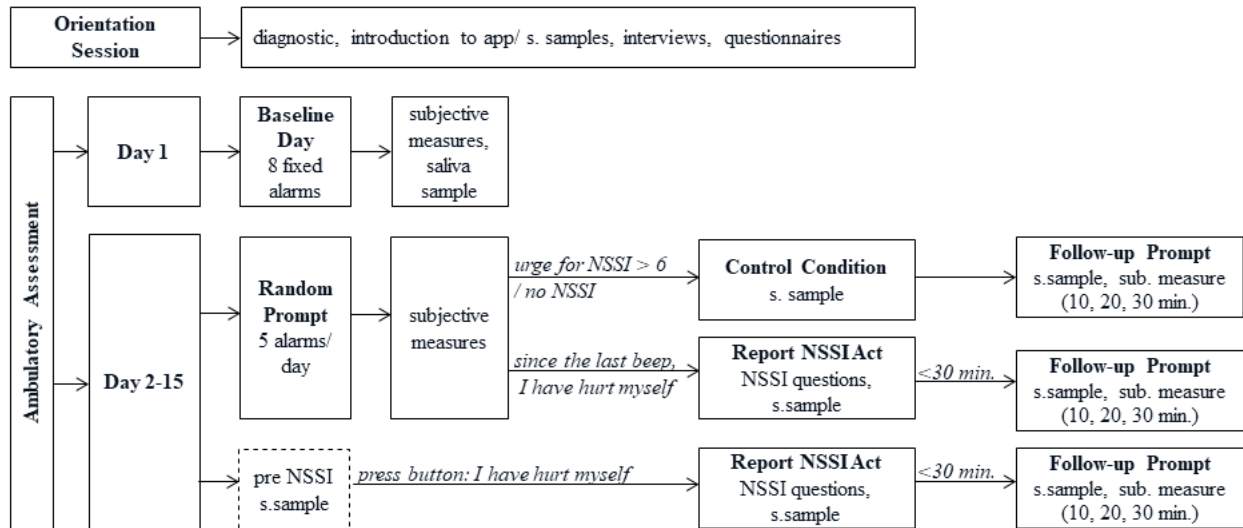 Orientation
Session
diagnostic, introduction to app/ s. samples, interviews, questionnaires
Ambulatory Assessment
Day 1
Baseline
Day
8 fixed
alarms
subjective
measures,
saliva
sample
Day 2-15
Random
Prompt
5 alarms/
day
subjective
measures
urge for NSSI > 6
/ no NSSI
Control Condition
s. sample
Follow-up Prompt
s.sample, sub. measure
(10, 20, 30 min.)
since the last beep,
I have hurt myself
Report NSSI Act
NSSI questions,
s.sample
<30 min.
Follow-up Prompt
s.sample, sub. measure
(10, 20, 30 min.)
pre NSSI
s.sample
press button: I have hurt myself
Report NSSI Act
NSSI questions,
s.sample
<30 min.
Follow-up Prompt
s.sample, sub. measure
(10, 20, 30 min.)